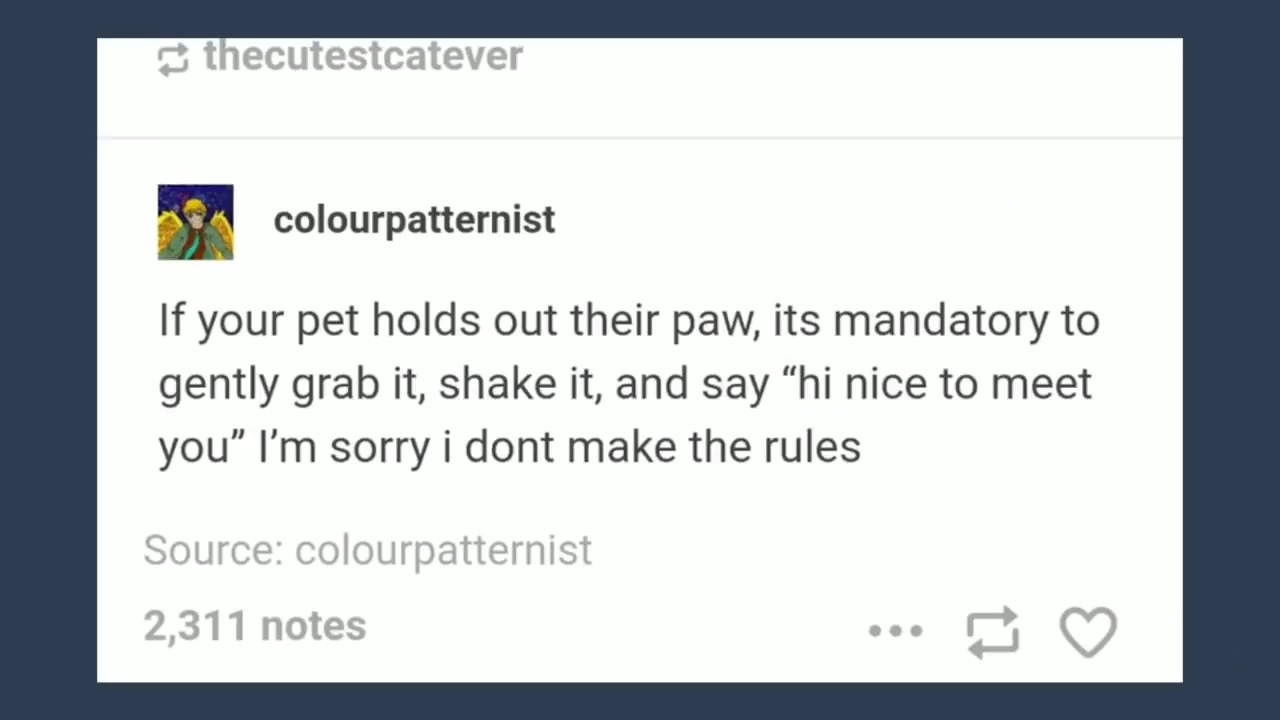 thecutestcatever
colourpatternist
If your pet holds out their paw, its mandatory to
gently grab it, shake it, and say “hi nice to meet
you” I’m sorry i dont make the rules
Source: colourpatternist
2,311 notes